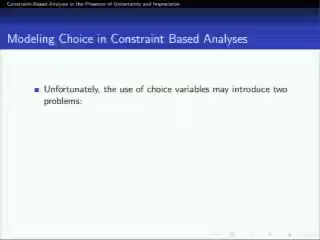 Constraint-Based Analyses in the Presence of Uncertainty and Imprecision
Modeling Choice in Constraint Based Analyses
Unfortunately, the use of choice variables may introduce two
problems: